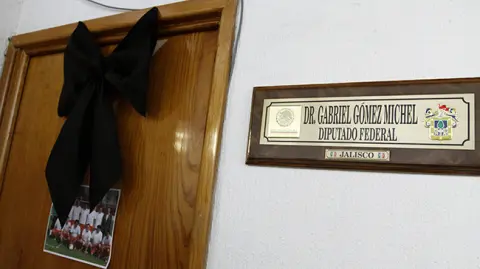 DR. GABRIEL GÓMEZ MICHEL
DIPUTADO FEDERAL
JALISCO